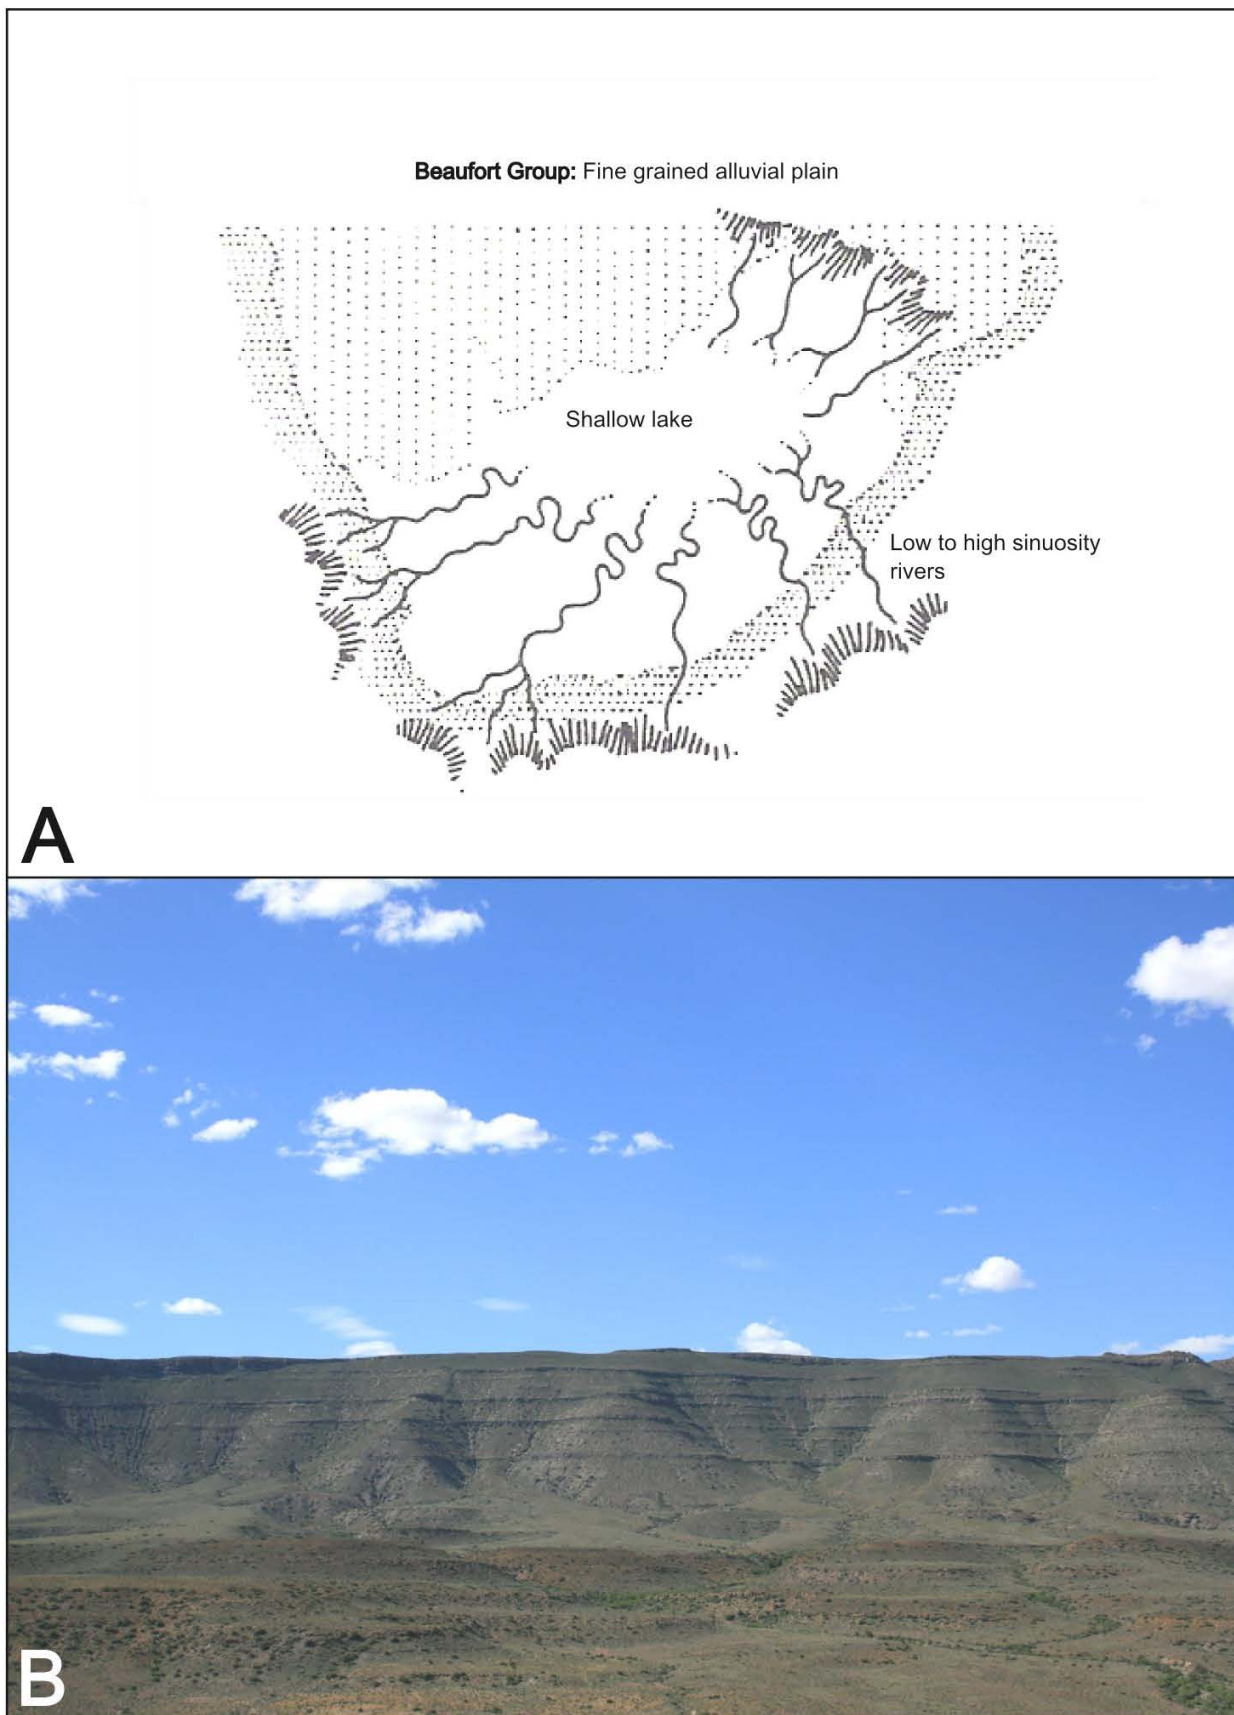 Beaufort Group: Fine grained alluvial plain
Shallow lake
Low to high sinuosity
rivers
A
B